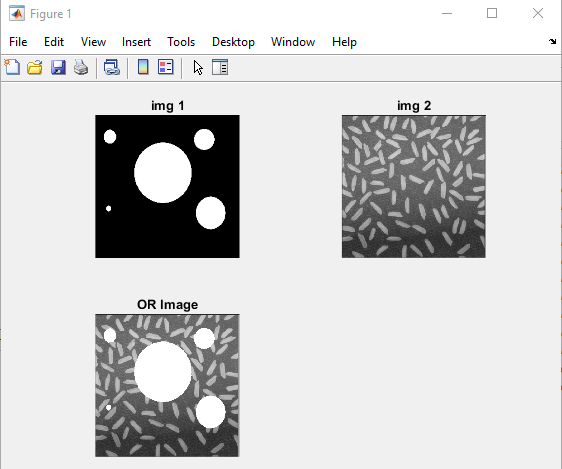 Figure 1
File Edit View Insert Tools Desktop Window Help
img 1 img 2
OR Image